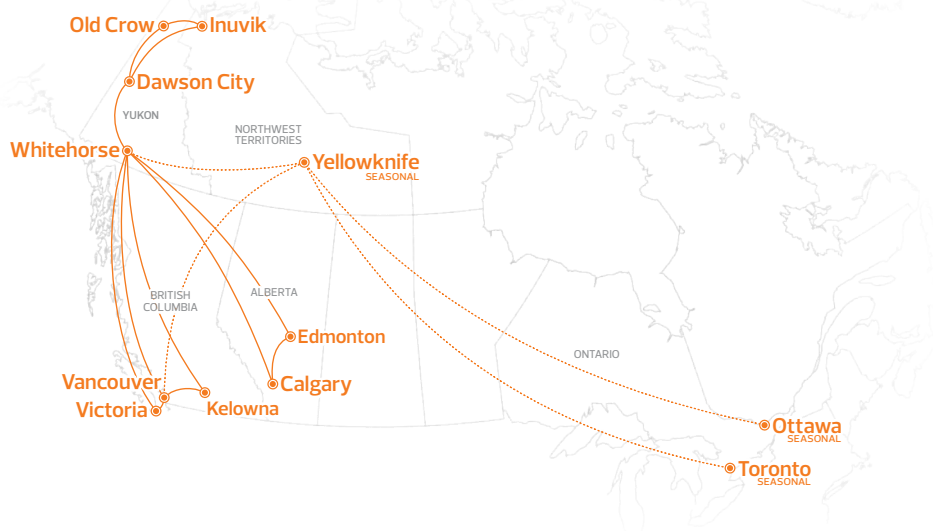 Old Crow
Inuvik
Dawson City
YUKON
NORTHWEST
TERRITORIES
Whitehorse
Yellowknife
SEASONAL
BRITISH
COLUMBIA
ALBERTA
Edmonton
ONTARIO
Vancouver
Calgary
Victoria
Kelowna
Ottawa
SEASONAL
Toronto
SEASONAL